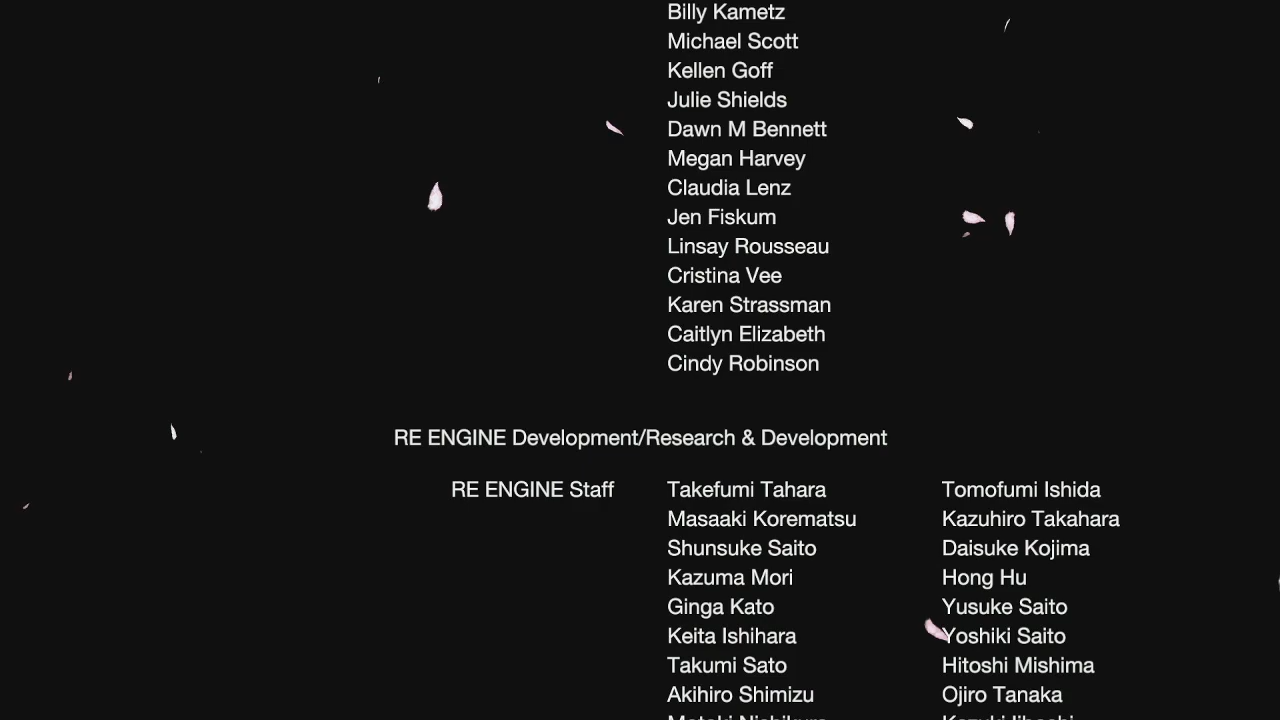 Billy Kametz
Michael Scott
Kellen Goff
Julie Shields
Dawn M Bennett
Megan Harvey
Claudia Lenz
Jen Fiskum
Linsay Rousseau
Cristina Vee
Karen Strassman
Caitlyn Elizabeth
Cindy Robinson
RE ENGINE Development/Research & Development
RE ENGINE Staff Takefumi Tahara Tomofumi Ishida
Masaaki Korematsu Kazuhiro Takahara
Shunsuke Saito Daisuke Kojima
Kazuma Mori Hong Hu
Ginga Kato Yusuke Saito
Keita Ishihara Yoshiki Saito
Takumi Sato Hitoshi Mishima
Akihiro Shimizu Ojiro Tanaka